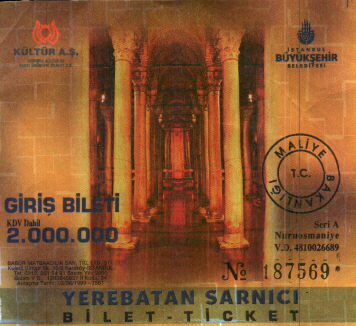 KÜLTÜR A.Ş.
İSTANBUL
BÜYÜKŞEHİR
BELEDİYESİ
MALİYE BAKANLIĞI
T.C.
GİRİŞ BİLETİ
KDV Dahil
2.000.000
Seri A
Nuruosmaniye
V.D. 4810026689
№ 187569
YEREBATAN SARNICI
BİLET - TICKET